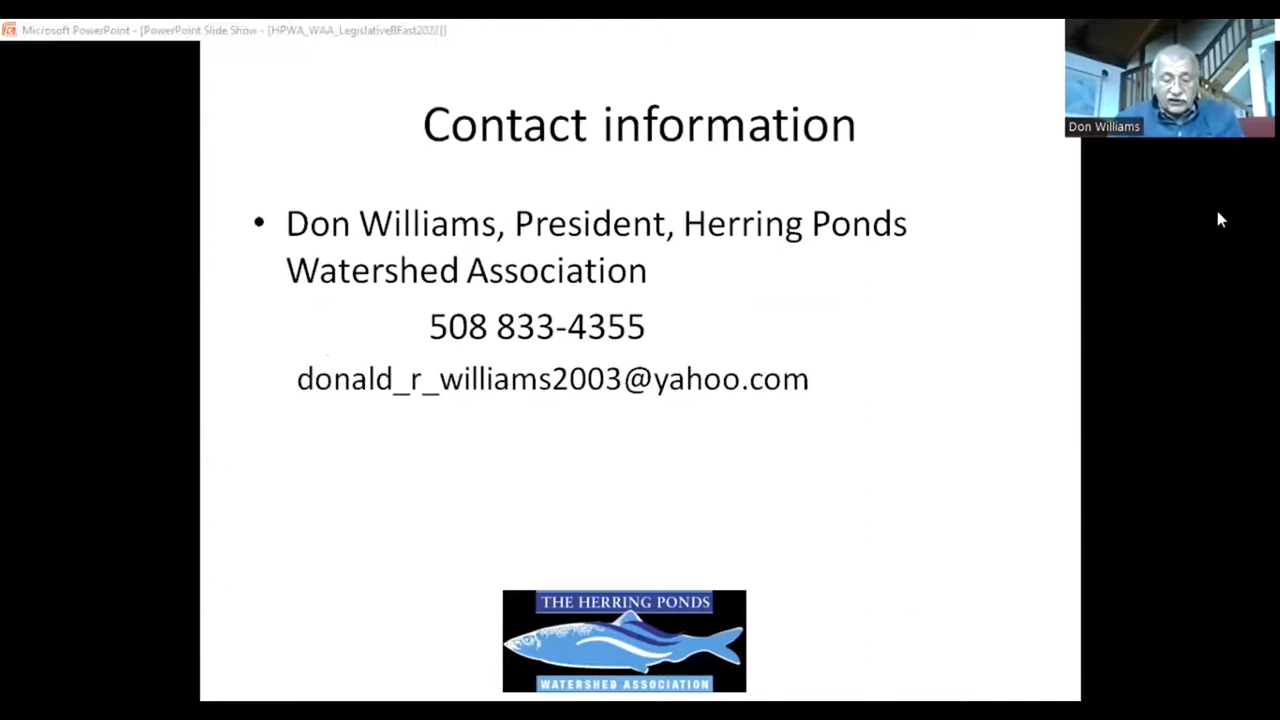 Microsoft PowerPoint - [PowerPoint Slide Show - [HPWA_WAA_LegislativeBFast2022]]
Don Williams
Contact information
• Don Williams, President, Herring Ponds
Watershed Association
508 833-4355
donald_r_williams2003@yahoo.com
THE HERRING PONDS
WATERSHED ASSOCIATION